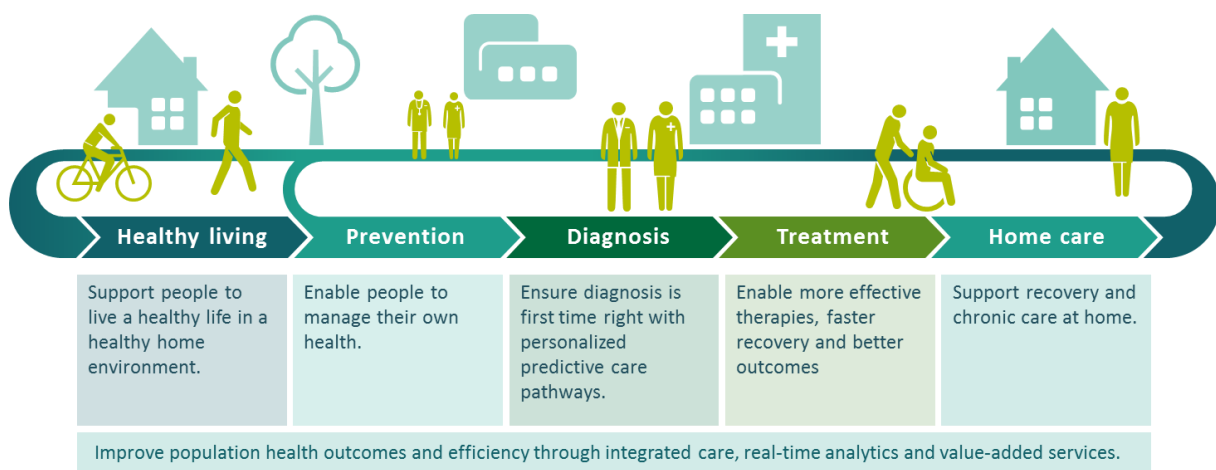 Healthy living
Prevention
Diagnosis
Treatment
Home care
Support people to
live a healthy life in a
healthy home
environment.
Enable people to
manage their own
health.
Ensure diagnosis is
first time right with
personalized
predictive care
pathways.
Enable more effective
therapies, faster
recovery and better
outcomes
Support recovery and
chronic care at home.
Improve population health outcomes and efficiency through integrated care, real-time analytics and value-added services.